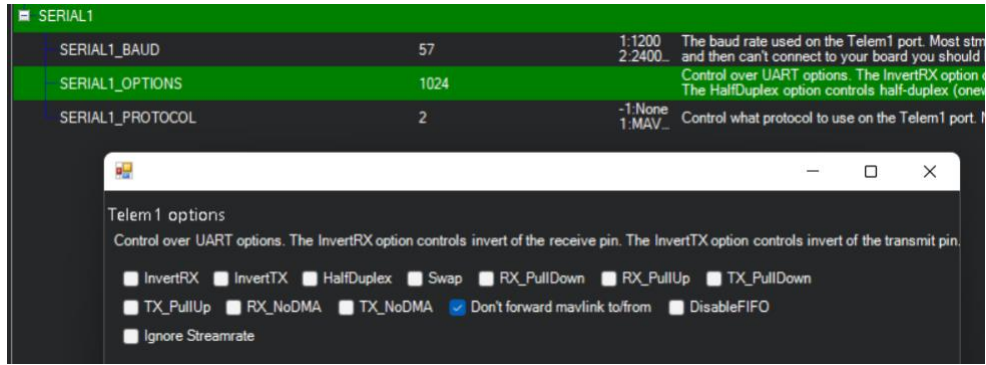 SERIAL1
SERIAL1_BAUD 57 1:1200 2:2400... The baud rate used on the Telem1 port. Most stm
and then can't connect to your board you should
SERIAL1_OPTIONS 1024 Control over UART options. The InvertRX option
The HalfDuplex option controls half-duplex
SERIAL1_PROTOCOL 2 -1:None 1:MAV... Control what protocol to use on the Telem1 port.
Telem1 options
Control over UART options. The InvertRX option controls invert of the receive pin. The InvertTX option controls invert of the transmit pin.
InvertRX InvertTX HalfDuplex Swap RX_PullDown RX_PullUp TX_PullDown
TX_PullUp RX_NoDMA TX_NoDMA Don't forward mavlink to/from DisableFIFO
Ignore Streamrate